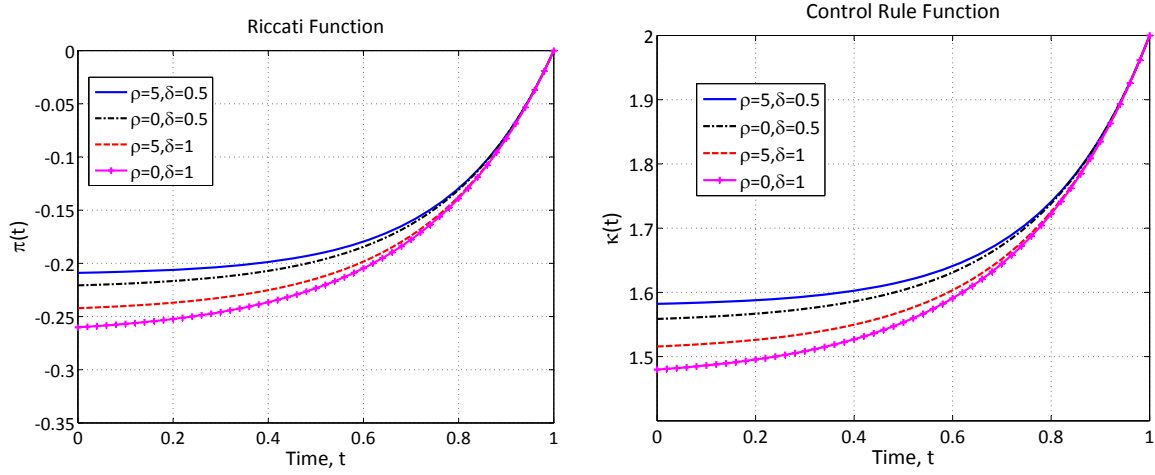 Riccati Function
0
-0.05
-0.1
-0.15
-0.2
-0.25
-0.3
-0.35
π(t)
ρ=5,δ=0.5
ρ=0,δ=0.5
ρ=5,δ=1
ρ=0,δ=1
0 0.2 0.4 0.6 0.8 1
Time, t
Control Rule Function
2
1.9
1.8
1.7
1.6
1.5
κ(t)
ρ=5,δ=0.5
ρ=0,δ=0.5
ρ=5,δ=1
ρ=0,δ=1
0 0.2 0.4 0.6 0.8 1
Time, t